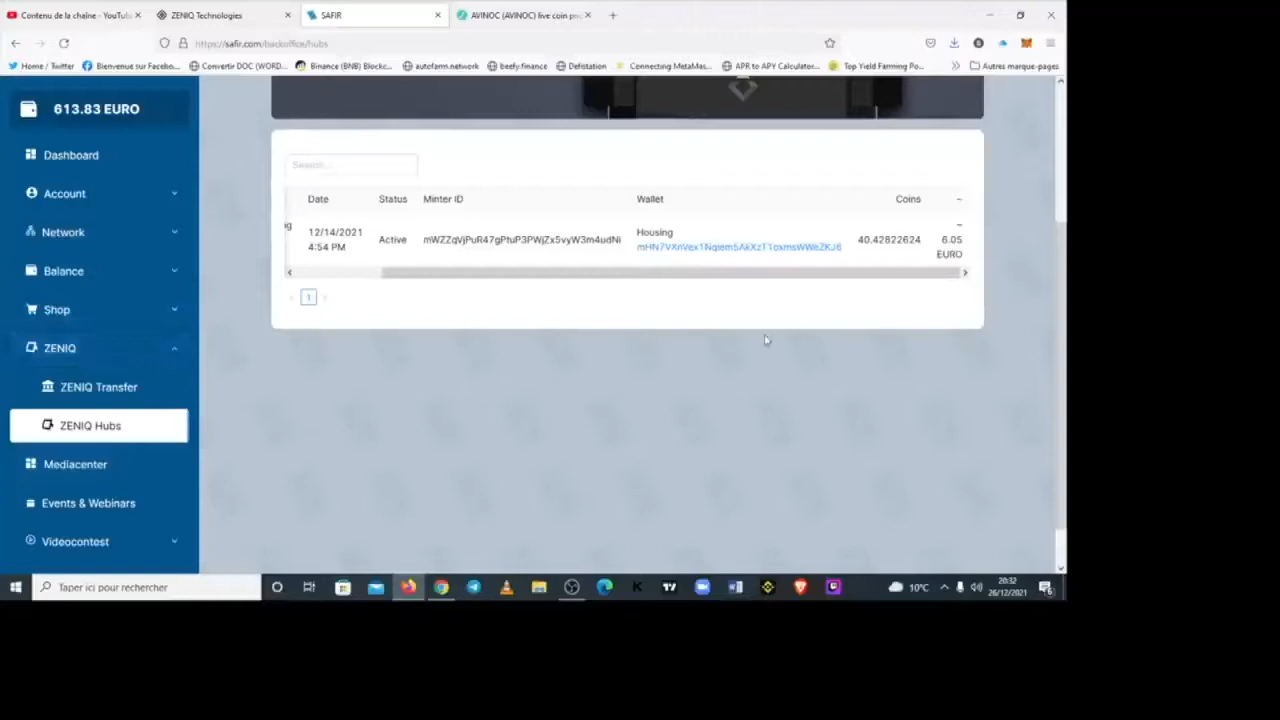 Contenu de la chaîne - YouTub
ZENIQ Technologies
SAFIR
AVINOC (AVINOC) live coin pric
https://safir.com/backoffice/hubs
Home / Twitter
Bienvenue sur Facebo...
Convertir DOC (WORD...
Binance (BNB) Blockc...
autofarm.network
beefy.finance
Defistation
Connecting MetaMas...
APR to APY Calculator...
Top Yield Farming Po...
Autres marque-pages
613.83 EURO
Dashboard
Account
Network
Balance
Shop
ZENIQ
ZENIQ Transfer
ZENIQ Hubs
Mediacenter
Events & Webinars
Videocontest
Search...
Date Status Minter ID Wallet Coins ~
g 12/14/2021 4:54 PM Active mWZZqVjPuR47gPtuP3PWjZx5vyW3m4udNi Housing 40.42822624 ~ 6.05 EURO
1
Taper ici pour rechercher
10°C
20:32
26/12/2021